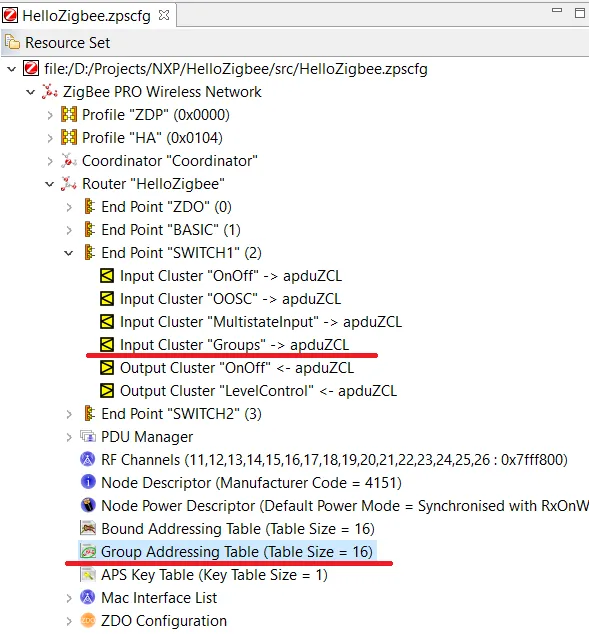 HelloZigbee.zpscfg
Resource Set
file:/D:/Projects/NXP/HelloZigbee/src/HelloZigbee.zpscfg
ZigBee PRO Wireless Network
Profile "ZDP" (0x0000)
Profile "HA" (0x0104)
Coordinator "Coordinator"
Router "HelloZigbee"
End Point "ZDO" (0)
End Point "BASIC" (1)
End Point "SWITCH1" (2)
Input Cluster "OnOff" -> apduZCL
Input Cluster "OOSC" -> apduZCL
Input Cluster "MultistateInput" -> apduZCL
Input Cluster "Groups" -> apduZCL
Output Cluster "OnOff" <- apduZCL
Output Cluster "LevelControl" <- apduZCL
End Point "SWITCH2" (3)
PDU Manager
RF Channels (11,12,13,14,15,16,17,18,19,20,21,22,23,24,25,26 : 0x7fff800)
Node Descriptor (Manufacturer Code = 4151)
Node Power Descriptor (Default Power Mode = Synchronised with RxOnW
Bound Addressing Table (Table Size = 16)
Group Addressing Table (Table Size = 16)
APS Key Table (Key Table Size = 1)
Mac Interface List
ZDO Configuration